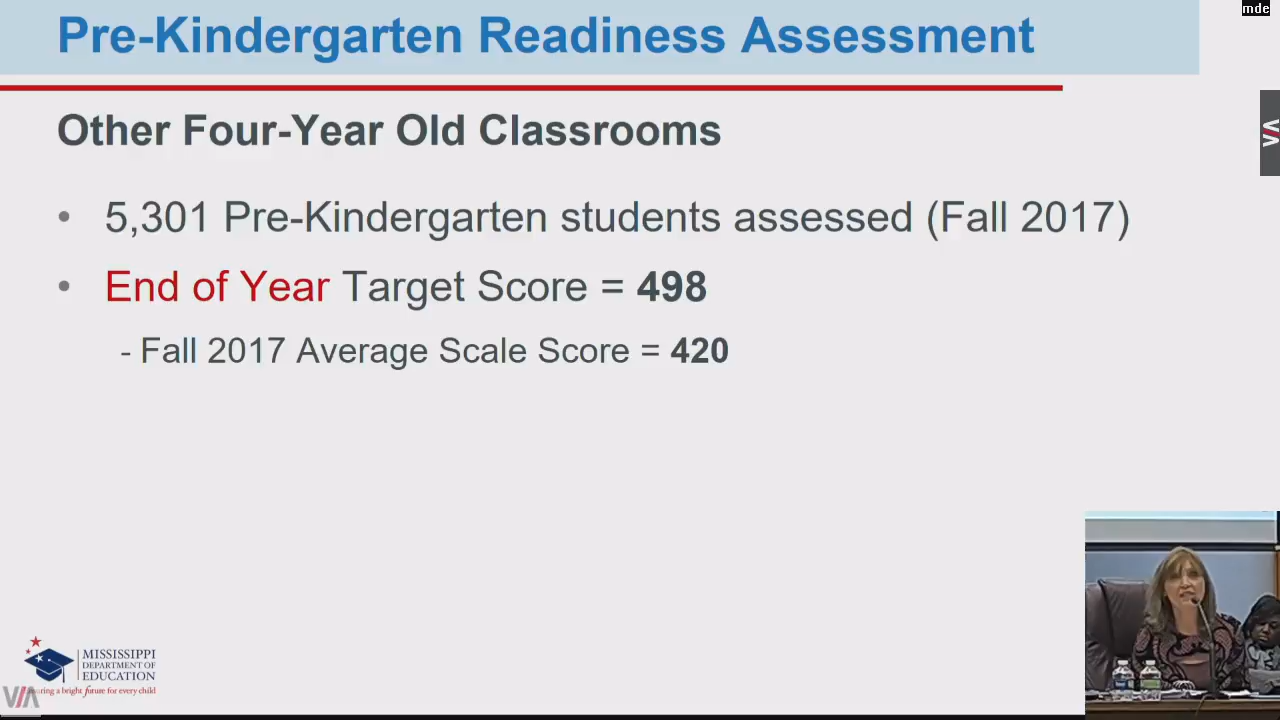 mde
Pre-Kindergarten Readiness Assessment
Other Four-Year Old Classrooms
• 5,301 Pre-Kindergarten students assessed (Fall 2017)
• End of Year Target Score = 498
- Fall 2017 Average Scale Score = 420
MISSISSIPPI
DEPARTMENT OF
EDUCATION
Ensuring a bright future for every child
VIA